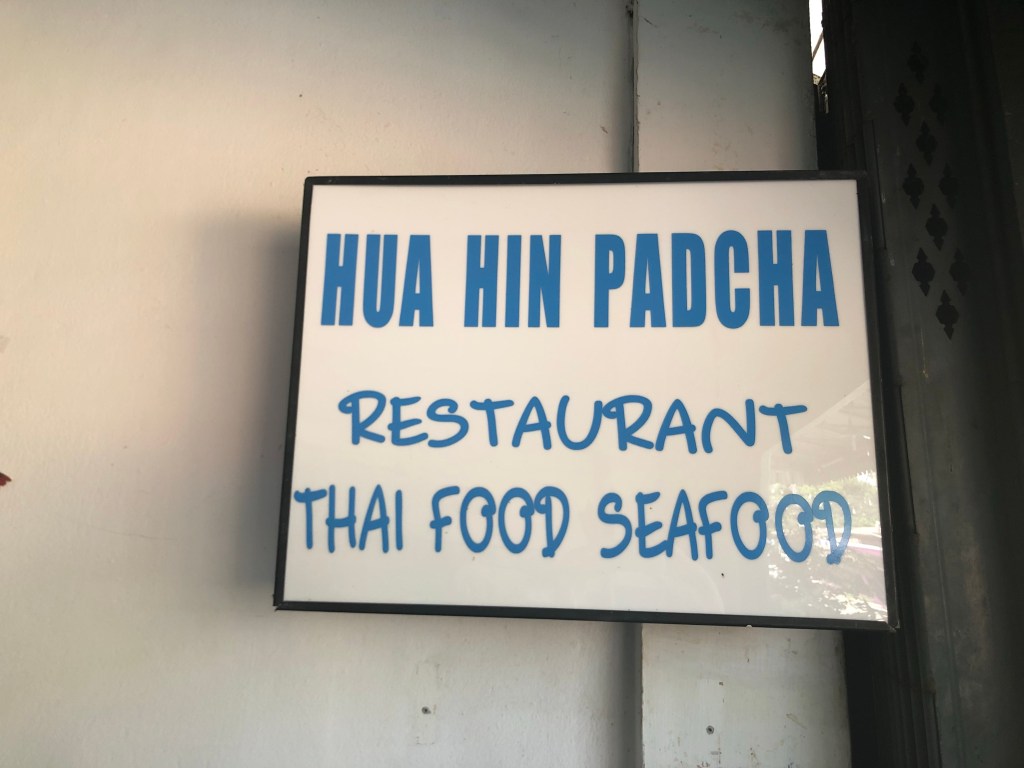 HUA HIN PADCHA
RESTAURANT
THAI FOOD SEAFOOD